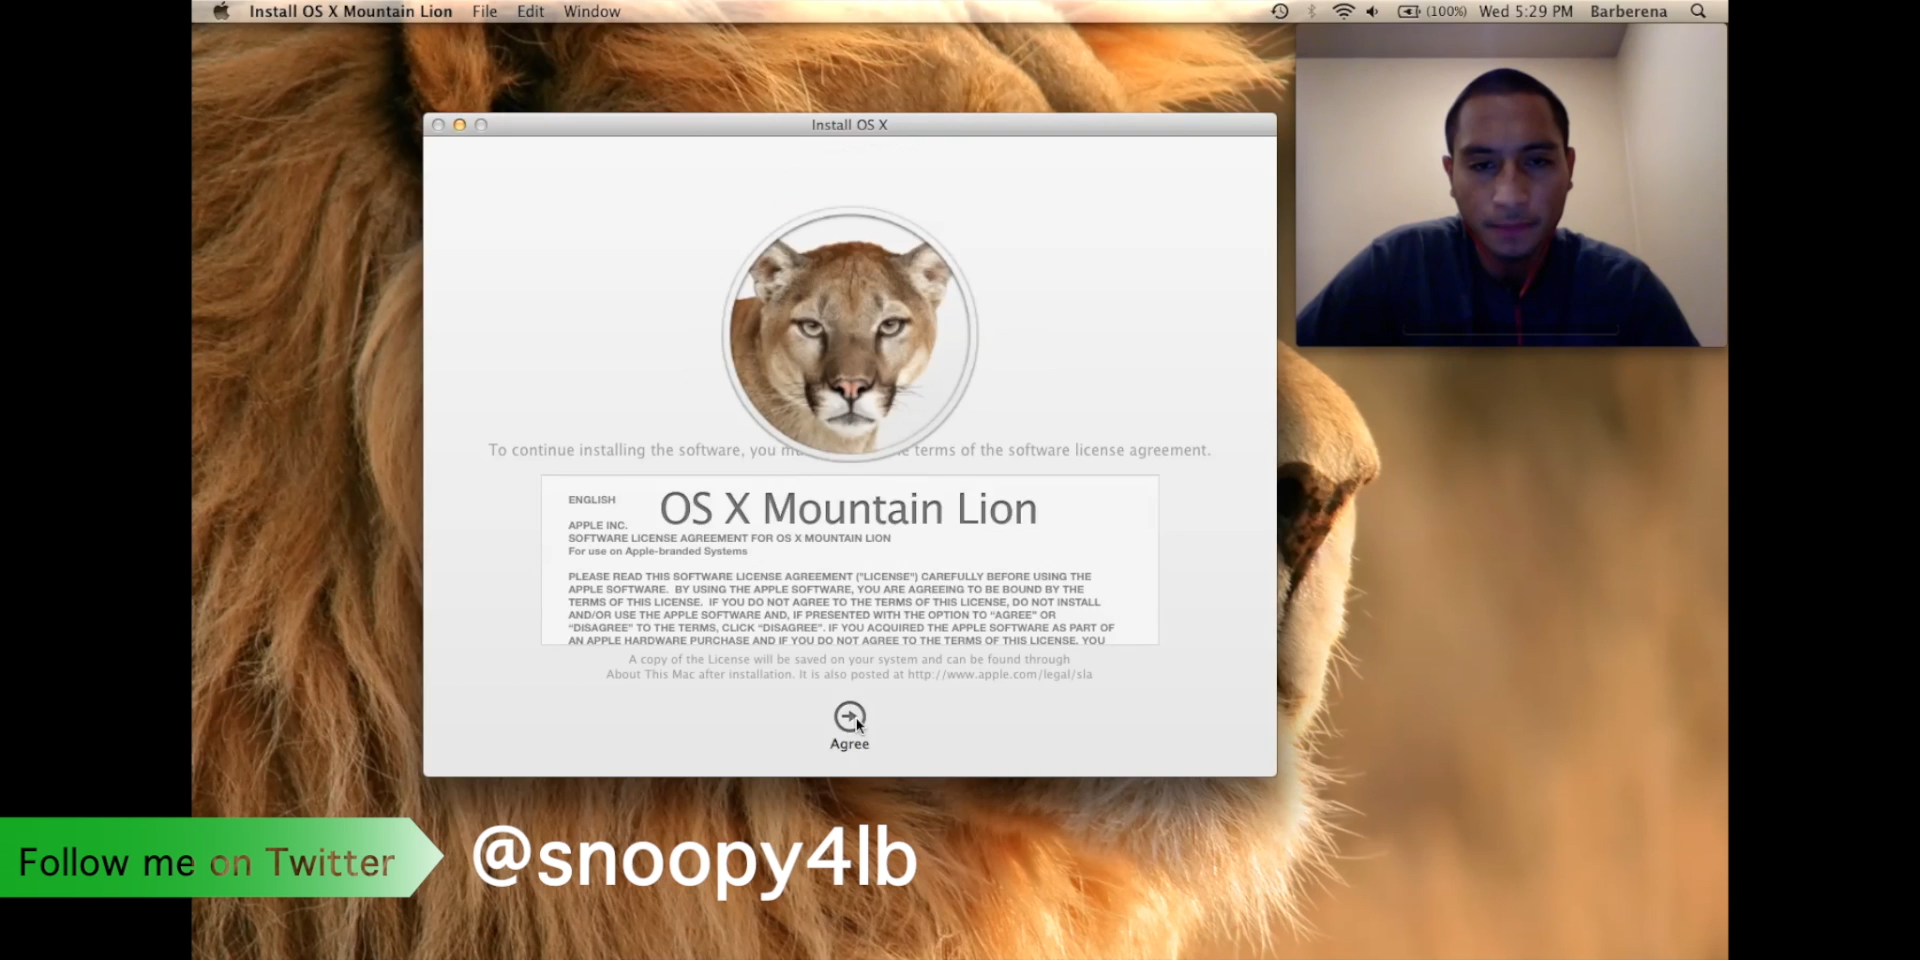 Install OS X Mountain Lion File Edit Window (100%) Wed 5:29 PM Barberena
Install OS X
To continue installing the software, you terms of the software license agreement.
ENGLISH
OS X Mountain Lion
APPLE INC.
SOFTWARE LICENSE AGREEMENT FOR OS X MOUNTAIN LION
For use on Apple-branded Systems
PLEASE READ THIS SOFTWARE LICENSE AGREEMENT ("LICENSE") CAREFULLY BEFORE USING THE
APPLE SOFTWARE. BY USING THE APPLE SOFTWARE, YOU ARE AGREEING TO BE BOUND BY THE
TERMS OF THIS LICENSE. IF YOU DO NOT AGREE TO THE TERMS OF THIS LICENSE, DO NOT INSTALL
AND/OR USE THE APPLE SOFTWARE AND, IF PRESENTED WITH THE OPTION TO “AGREE” OR
“DISAGREE” TO THE TERMS, CLICK “DISAGREE”. IF YOU ACQUIRED THE APPLE SOFTWARE AS PART OF
AN APPLE HARDWARE PURCHASE AND IF YOU DO NOT AGREE TO THE TERMS OF THIS LICENSE, YOU
A copy of the License will be saved on your system and can be found through
About This Mac after installation. It is also posted at http://www.apple.com/legal/sla
Agree
Follow me on Twitter @snoopy4lb